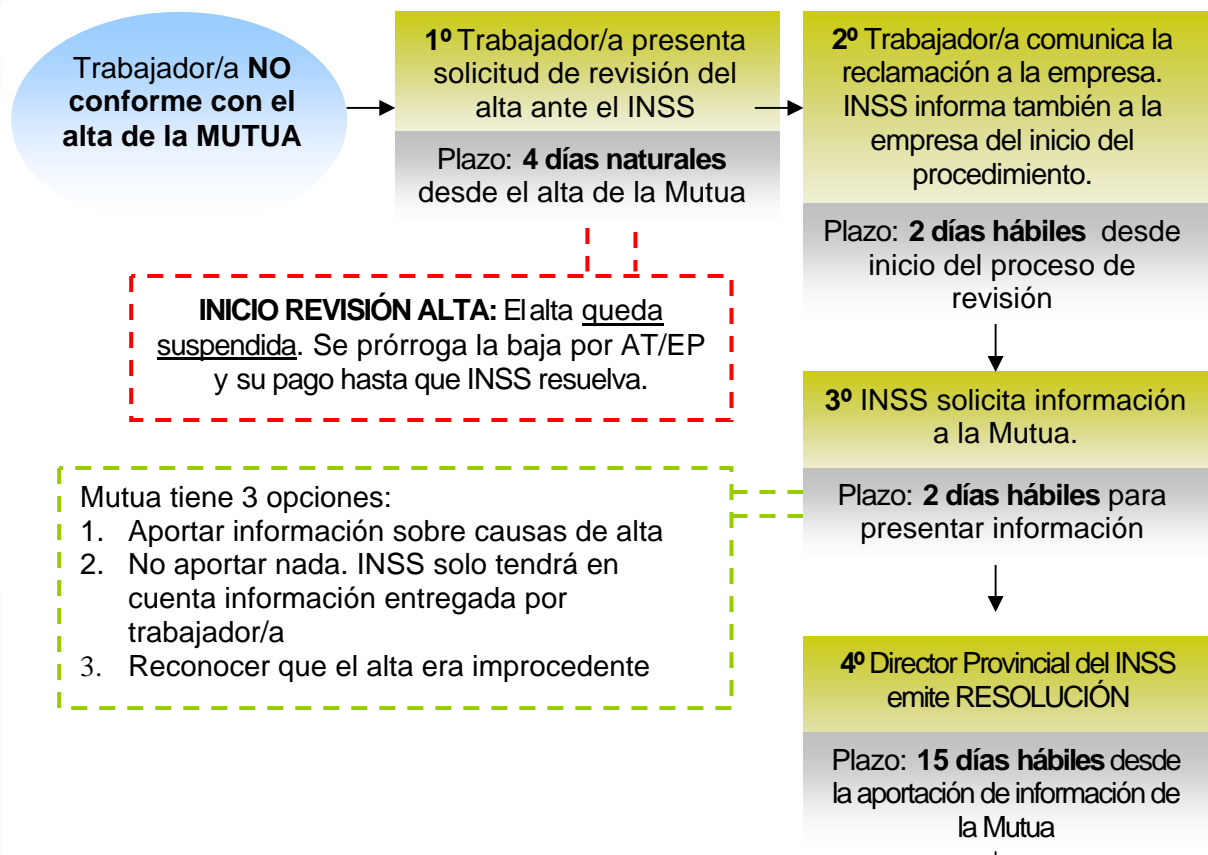 Trabajador/a NO
conforme con el
alta de la MUTUA
1º Trabajador/a presenta
solicitud de revisión del
alta ante el INSS
Plazo: 4 días naturales
desde el alta de la Mutua
2º Trabajador/a comunica la
reclamación a la empresa.
INSS informa también a la
empresa del inicio del
procedimiento.
Plazo: 2 días hábiles desde
inicio del proceso de
revisión
INICIO REVISIÓN ALTA: El alta queda
suspendida. Se prórroga la baja por AT/EP
y su pago hasta que INSS resuelva.
3º INSS solicita información
a la Mutua.
Plazo: 2 días hábiles para
presentar información
Mutua tiene 3 opciones:
1. Aportar información sobre causas de alta
2. No aportar nada. INSS solo tendrá en
cuenta información entregada por
trabajador/a
3. Reconocer que el alta era improcedente
4º Director Provincial del INSS
emite RESOLUCIÓN
Plazo: 15 días hábiles desde
la aportación de información de
la Mutua